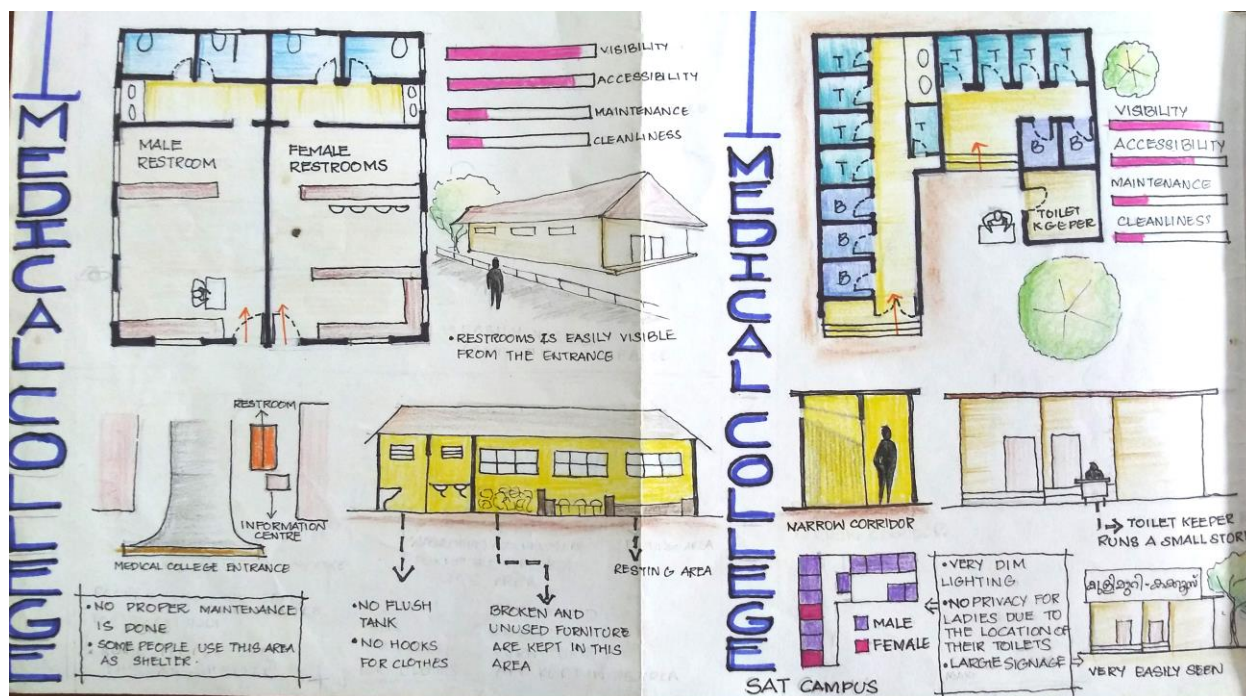 MEDICAL COLLEGE
MALE
RESTROOM
FEMALE
RESTROOMS
VISIBILITY
ACCESSIBILITY
MAINTENANCE
CLEANLINESS
• RESTROOMS IS EASILY VISIBLE
FROM THE ENTRANCE
RESTROOM
INFORMATION
CENTRE
MEDICAL COLLEGE ENTRANCE
RESTING AREA
• NO PROPER MAINTENANCE
IS DONE
• SOME PEOPLE USE THIS AREA
AS SHELTER.
• NO FLUSH
TANK
• NO HOOKS
FOR CLOTHES
BROKEN AND
UNUSED FURNITURE
ARE KEPT IN THIS
AREA
MEDICAL COLLEGE
T
T
T
T
T
T
T
T
T
B
B
B
B
B
TOILET
KEEPER
VISIBILITY
ACCESSIBILITY
MAINTENANCE
CLEANLINESS
NARROW CORRIDOR
TOILET KEEPER
RUNS A SMALL STORE
MALE
FEMALE
• VERY DIM
LIGHTING
• NO PRIVACY FOR
LADIES DUE TO
THE LOCATION OF
THEIR TOILETS
• LARGE SIGNAGE
കുളിമുറി-കക്കൂസ്
VERY EASILY SEEN
SAT CAMPUS